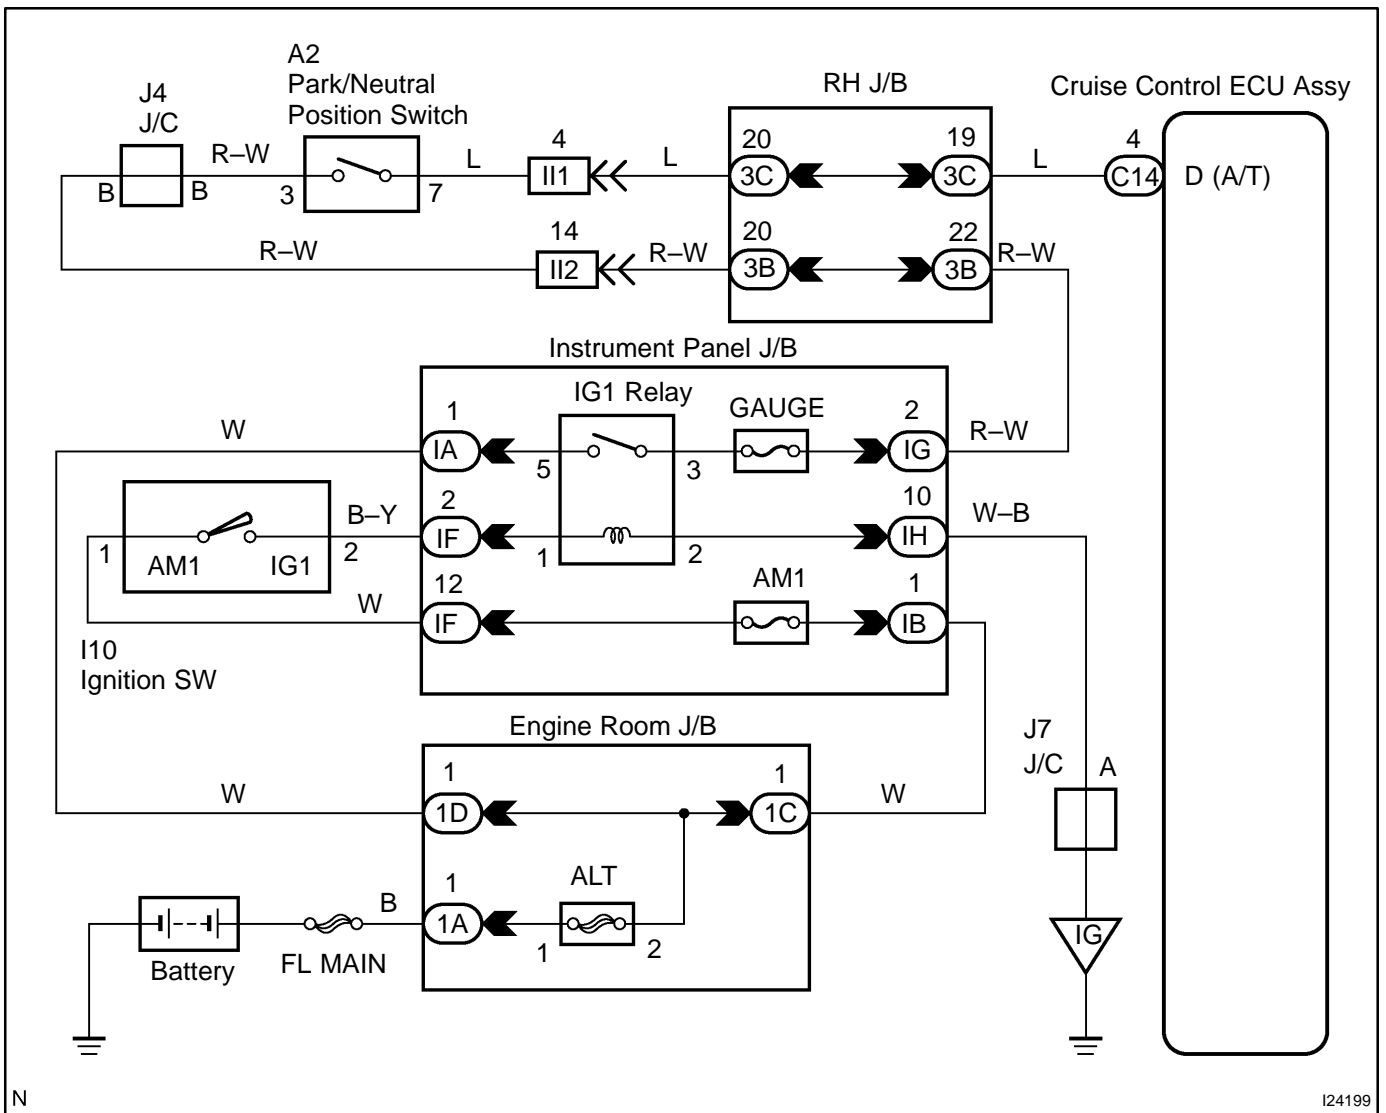 A2
Park/Neutral
Position Switch
J4
J/C
RH J/B
Cruise Control ECU Assy
R–W
L
4
L
20
19
L
4
B
B
3
7
II1
3C
3C
C14
D (A/T)
R–W
14
R–W
20
22
R–W
II2
3B
3B
Instrument Panel J/B
IG1 Relay
GAUGE
W
1
2
R–W
IA
5
3
IG
B–Y
2
10
W–B
1
AM1
IG1
2
IF
1
2
IH
W
12
AM1
1
IF
IB
I10
Ignition SW
Engine Room J/B
J7
J/C
A
W
1
1
W
1D
1C
B
1
ALT
1A
1
2
IG
Battery
FL MAIN
N
I24199